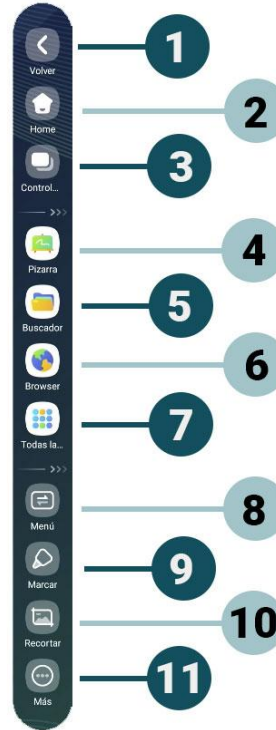 Volver
1
Home
2
Control...
3
Pizarra
4
Buscador
5
Browser
6
Todas la...
7
Menú
8
Marcar
9
Recortar
10
Más
11